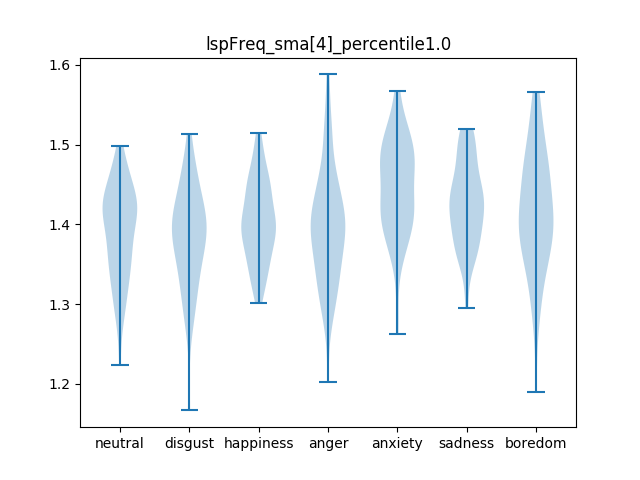 lspFreq_sma[4]_percentile1.0
1.6
1.5
1.4
1.3
1.2
neutral disgust happiness anger anxiety sadness boredom